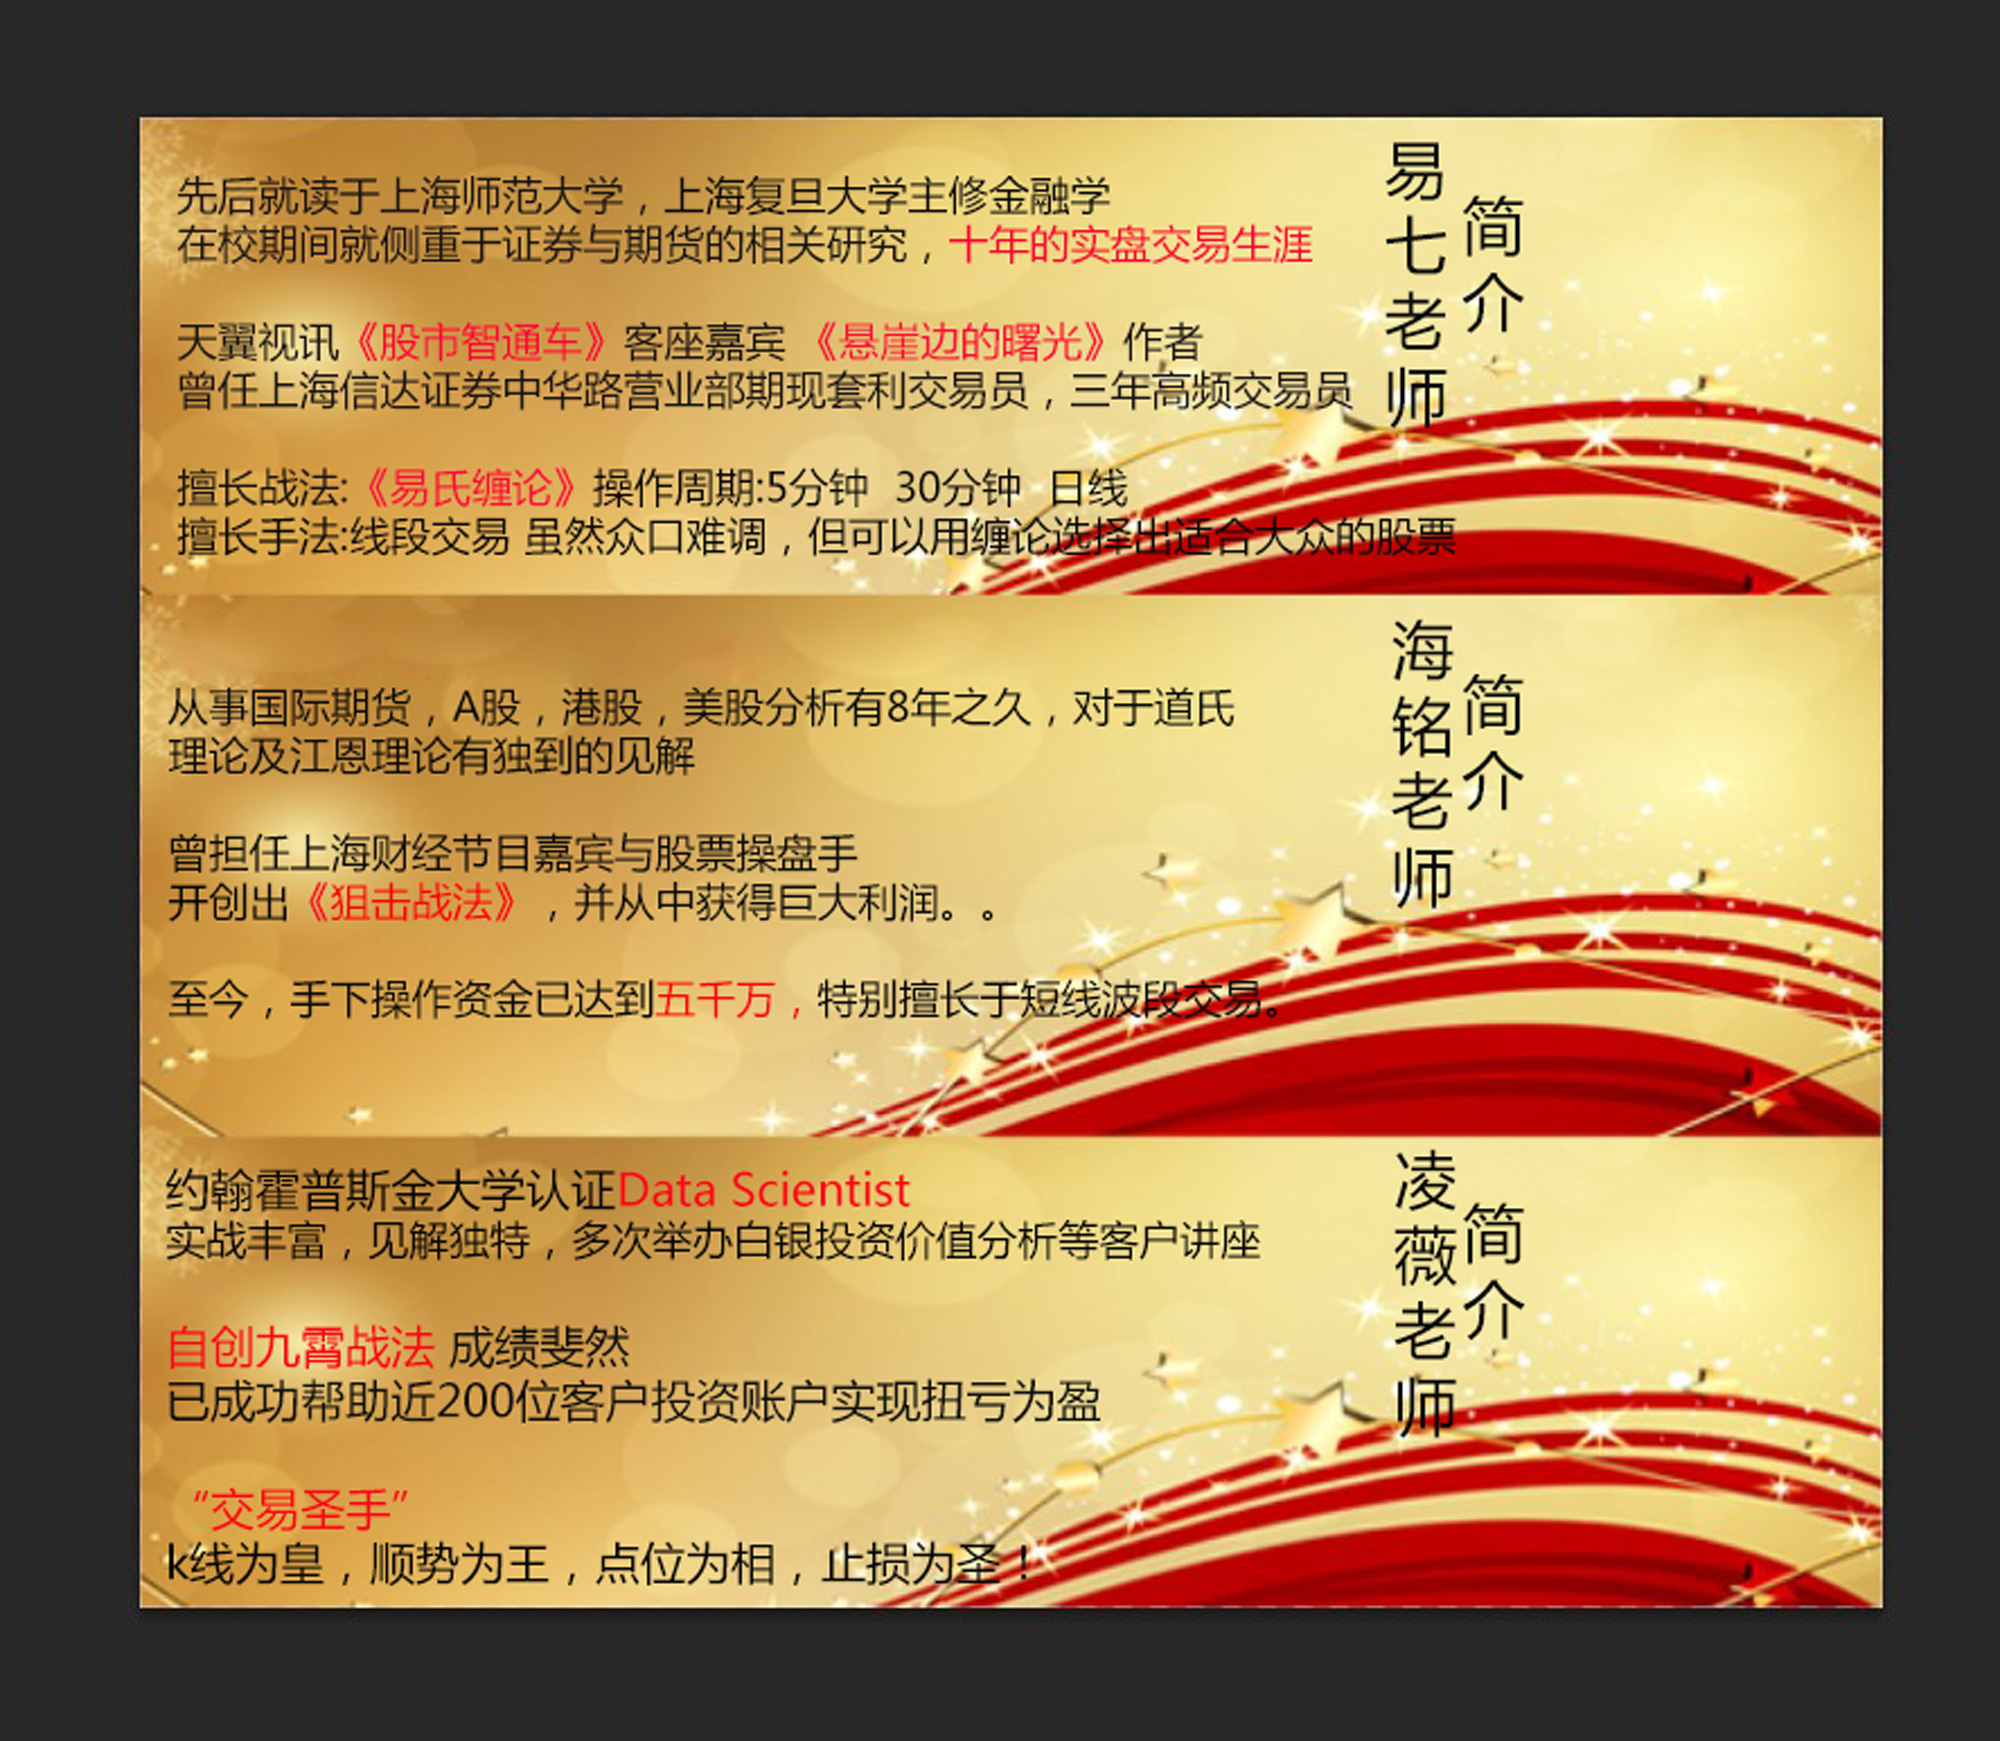 易七老师
简介
先后就读于上海师范大学，上海复旦大学主修金融学
在校期间就侧重于证券与期货的相关研究，十年的实盘交易生涯
天翼视讯《股市智通车》客座嘉宾 《悬崖边的曙光》作者
曾任上海信达证券中华路营业部期现套利交易员，三年高频交易员
擅长战法:《易氏缠论》操作周期:5分钟 30分钟 日线
擅长手法:线段交易 虽然众口难调，但可以用缠论选择出适合大众的股票
海铭老师
简介
从事国际期货，A股，港股，美股分析有8年之久，对于道氏
理论及江恩理论有独到的见解
曾担任上海财经节目嘉宾与股票操盘手
开创出《狙击战法》，并从中获得巨大利润。。
至今，手下操作资金已达到五千万，特别擅长于短线波段交易。
凌薇老师
简介
约翰霍普斯金大学认证Data Scientist
实战丰富，见解独特，多次举办白银投资价值分析等客户讲座
自创九霄战法 成绩斐然
已成功帮助近200位客户投资账户实现扭亏为盈
“交易圣手”
k线为皇，顺势为王，点位为相，止损为圣！